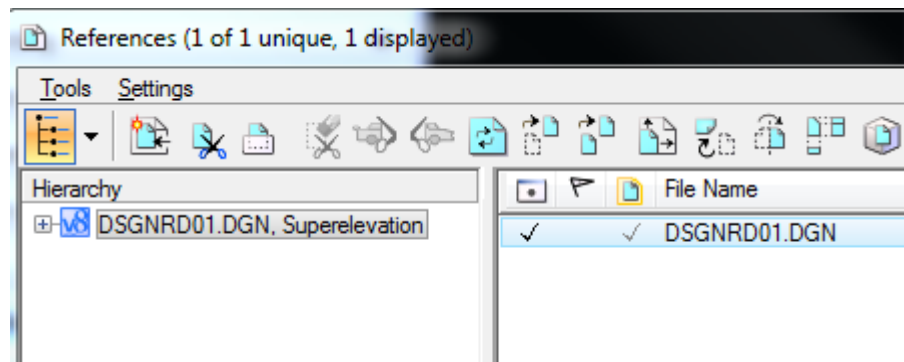 References (1 of 1 unique, 1 displayed)
Tools Settings
Hierarchy
File Name
V8 DSGNRD01.DGN, Superelevation
DSGNRD01.DGN